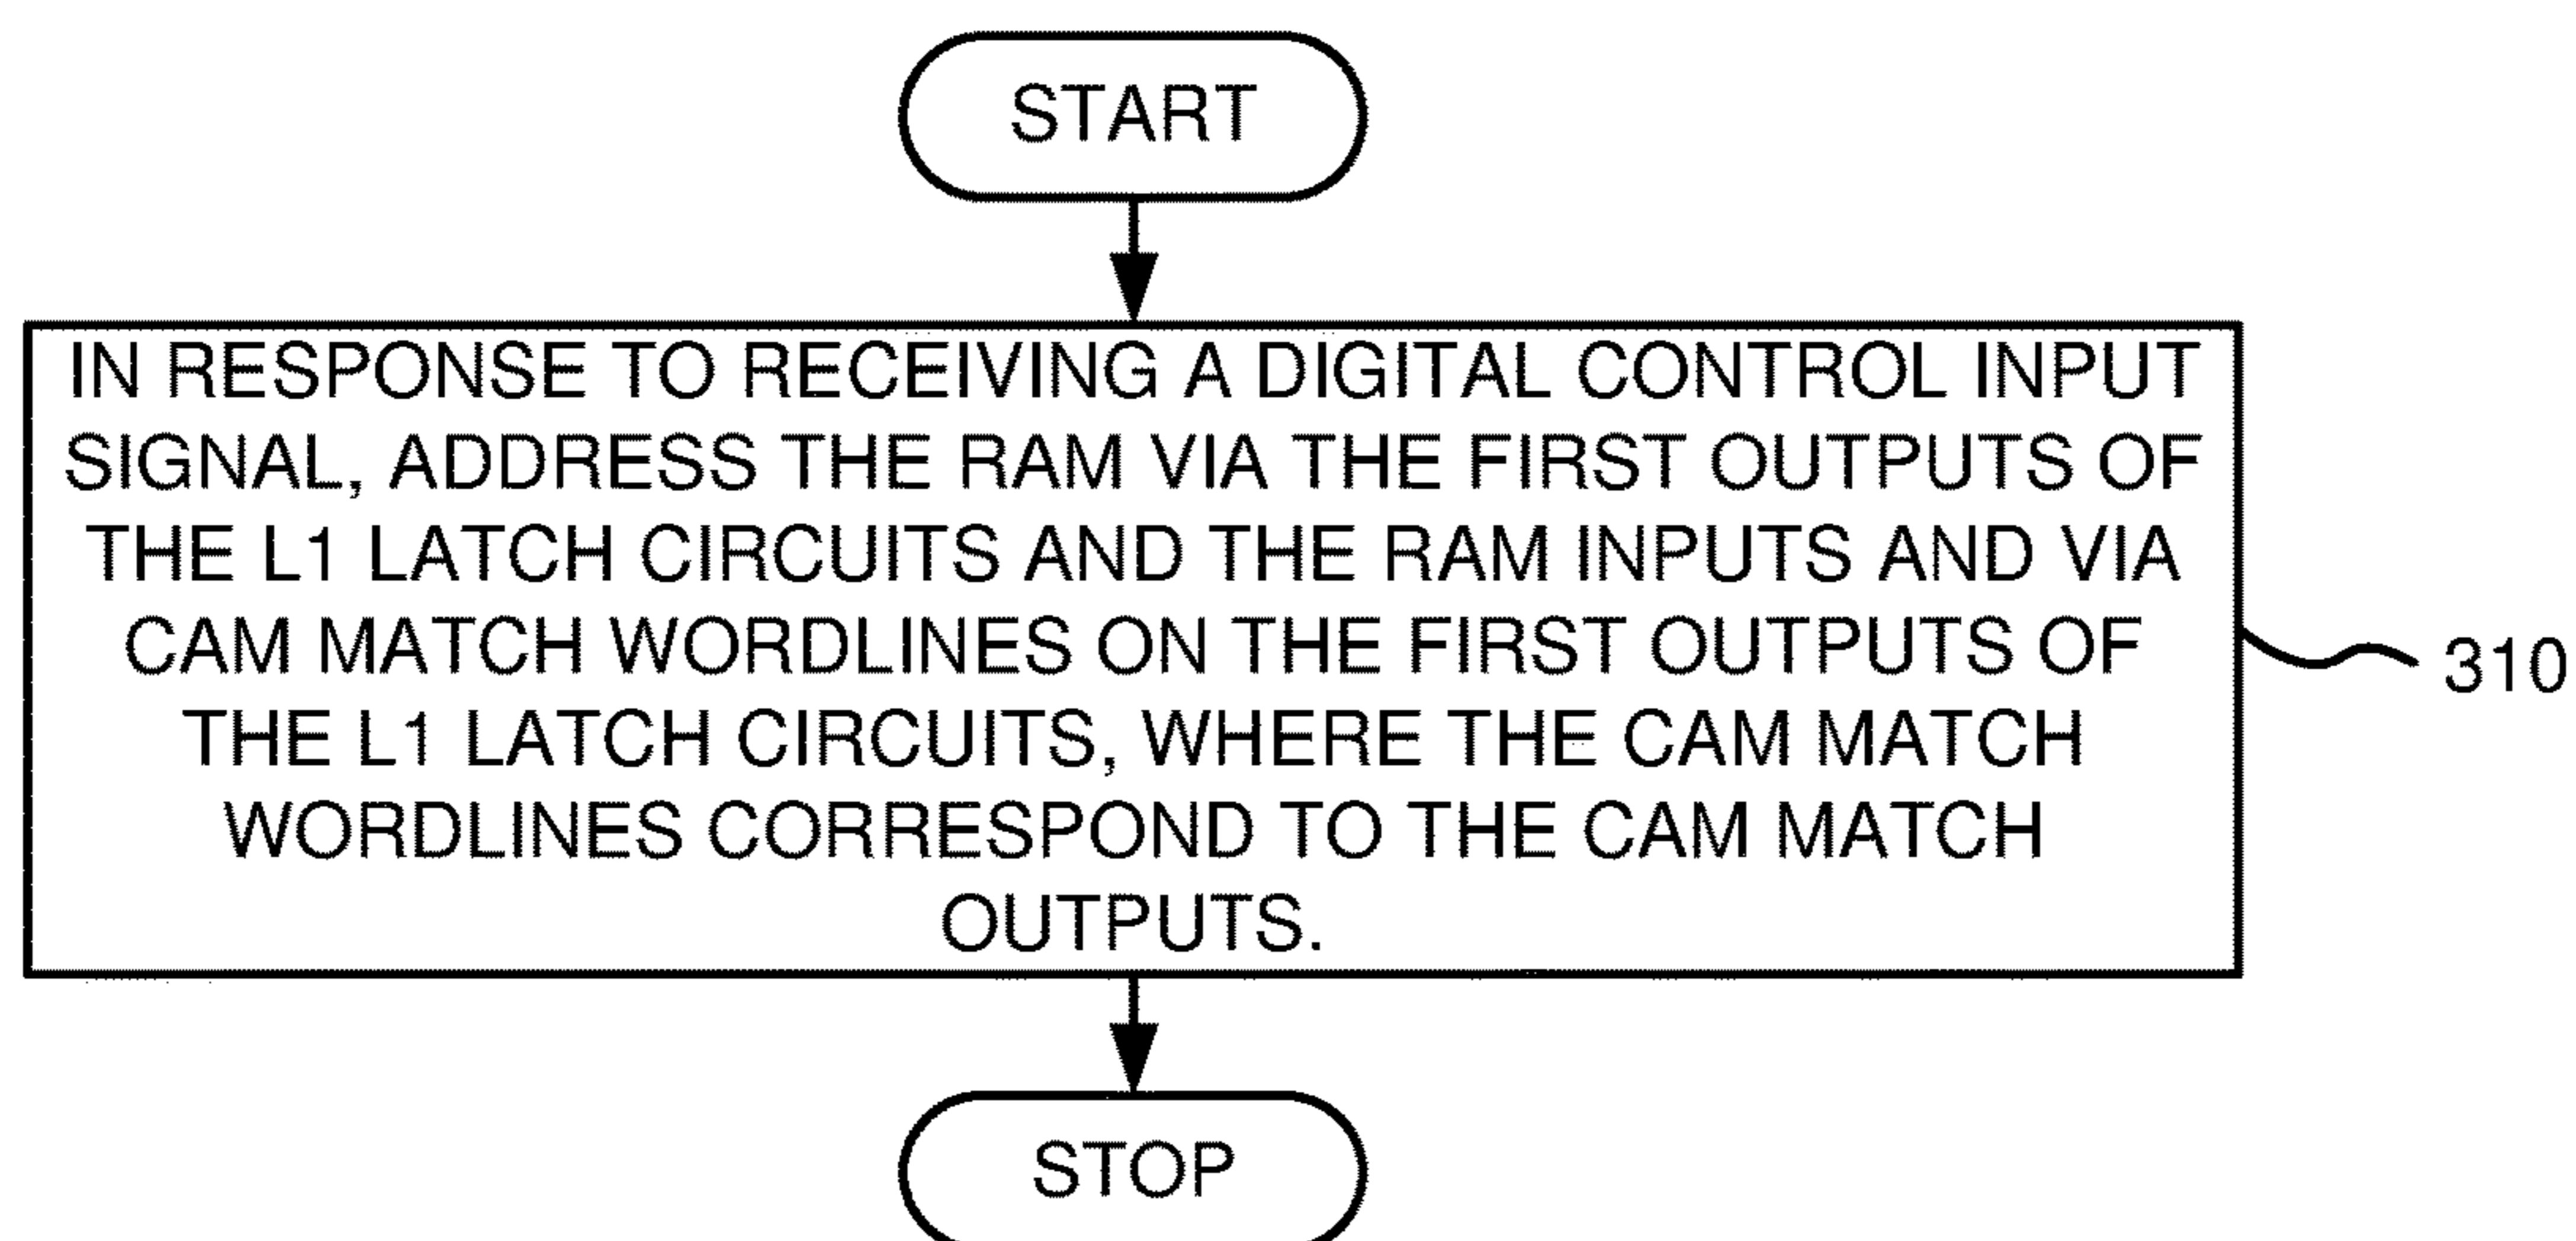 START
IN RESPONSE TO RECEIVING A DIGITAL CONTROL INPUT
SIGNAL, ADDRESS THE RAM VIA THE FIRST OUTPUTS OF
THE L1 LATCH CIRCUITS AND THE RAM INPUTS AND VIA
CAM MATCH WORDLINES ON THE FIRST OUTPUTS OF
THE L1 LATCH CIRCUITS, WHERE THE CAM MATCH
WORDLINES CORRESPOND TO THE CAM MATCH
OUTPUTS.
310
STOP